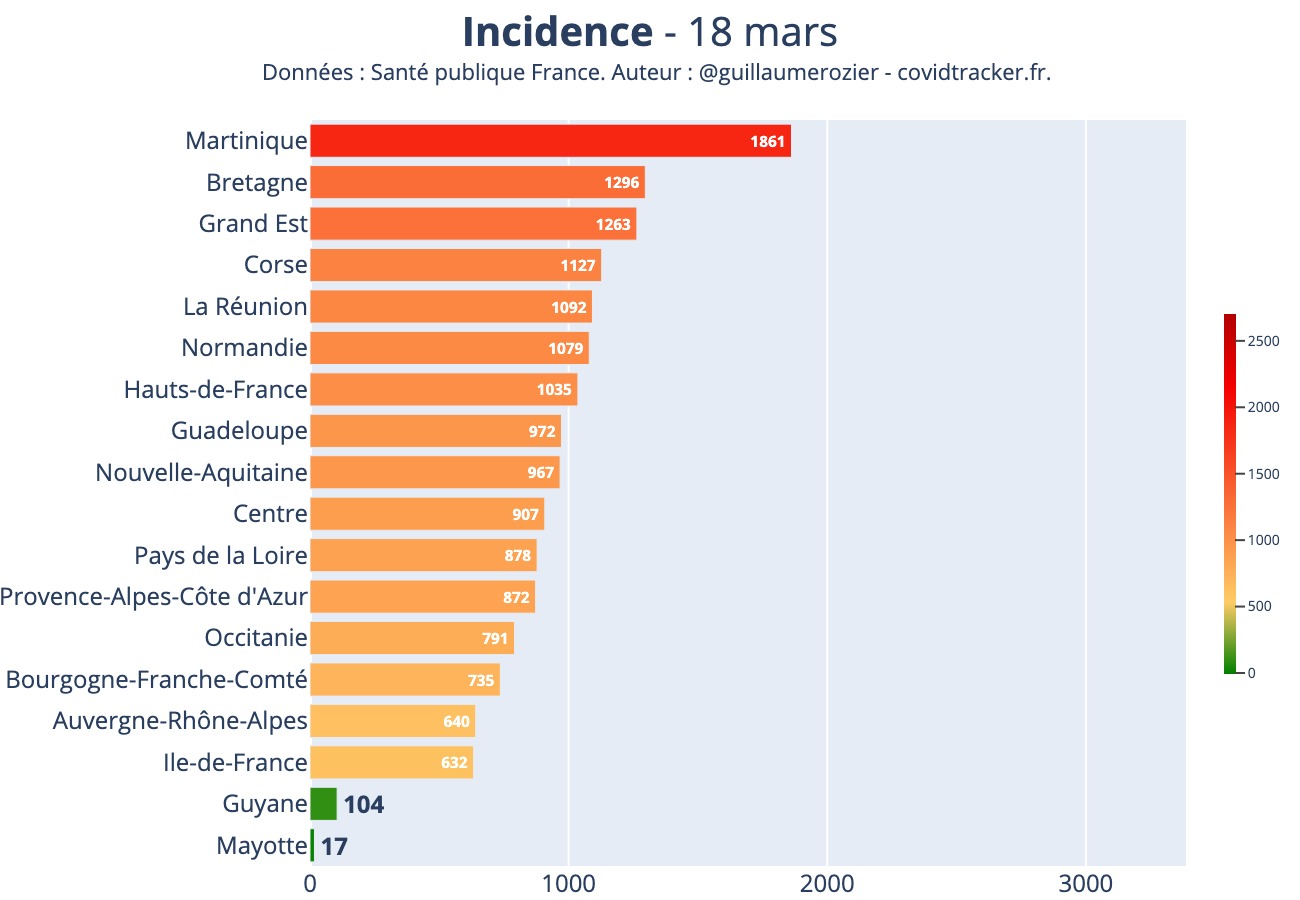 Incidence - 18 mars
Données : Santé publique France. Auteur : @guillaumerozier - covidtracker.fr.
Martinique 1861
Bretagne 1296
Grand Est 1263
Corse 1127
La Réunion 1092
Normandie 1079
Hauts-de-France 1035
Guadeloupe 972
Nouvelle-Aquitaine 967
Centre 907
Pays de la Loire 878
Provence-Alpes-Côte d'Azur 872
Occitanie 791
Bourgogne-Franche-Comté 735
Auvergne-Rhône-Alpes 640
Ile-de-France 632
Guyane 104
Mayotte 17
0 1000 2000 3000
2500
2000
1500
1000
500
0